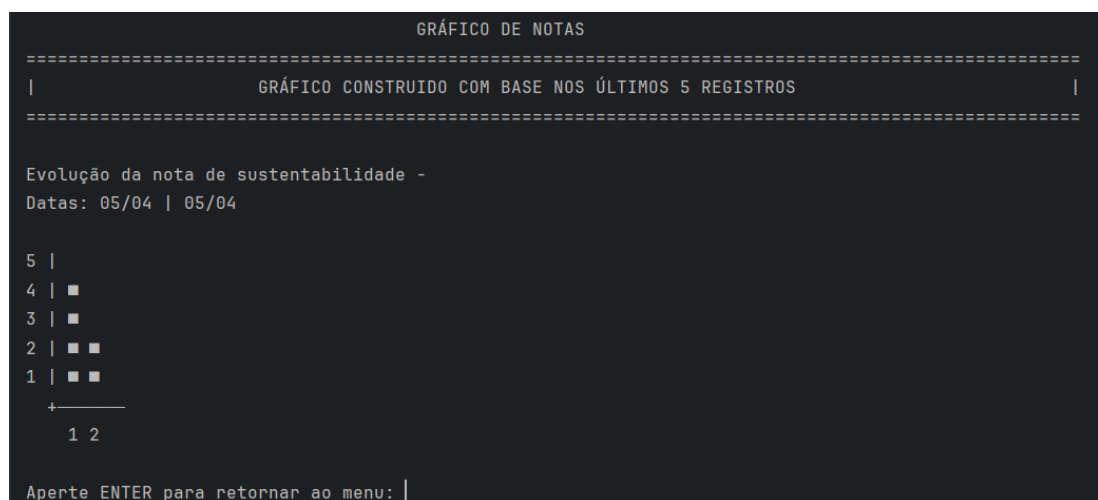 GRÁFICO DE NOTAS
====================================================================================================
| GRÁFICO CONSTRUIDO COM BASE NOS ÚLTIMOS 5 REGISTROS |
====================================================================================================
Evolução da nota de sustentabilidade -
Datas: 05/04 | 05/04
5 |
4 | ■
3 | ■
2 | ■ ■
1 | ■ ■
+──────
1 2
Aperte ENTER para retornar ao menu: